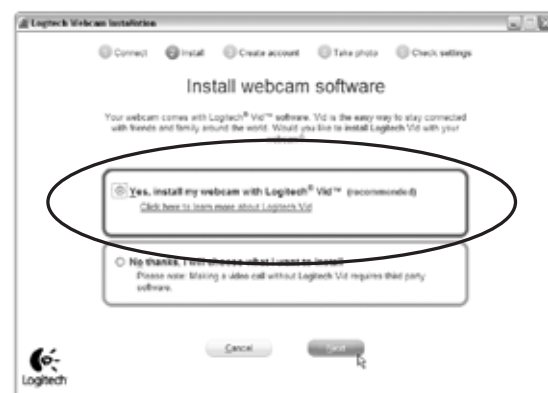 Logitech Webcam Installation
Connect Install Create account Take photo Check settings
Install webcam software
Your webcam comes with Logitech® Vid™ software. Vid is the easy way to stay connected
with friends and family around the world. Would you like to install Logitech Vid with your
webcam?
Yes, install my webcam with Logitech® Vid™ (recommended)
Click here to learn more about Logitech Vid
No thanks, I will choose what I want to install
Please note: Making a video call without Logitech Vid requires third party
software.
Cancel Next
Logitech